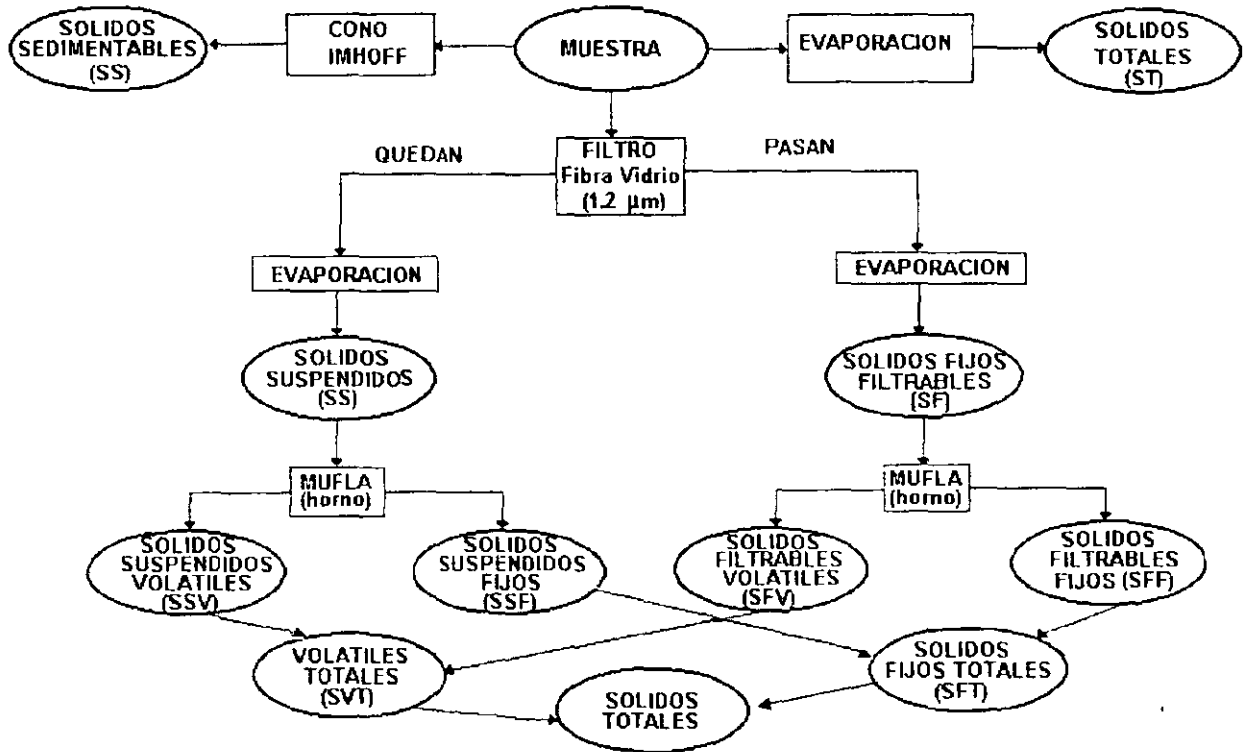 SOLIDOS
SEDIMENTABLES
(SS)
CONO
IMHOFF
MUESTRA
EVAPORACION
SOLIDOS
TOTALES
(ST)
QUEDAN
FILTRO
Fibra Vidrio
(1.2 µm)
PASAN
EVAPORACION
EVAPORACION
SOLIDOS
SUSPENDIDOS
(SS)
SOLIDOS FIJOS
FILTRABLES
(SF)
MUFLA
(horno)
MUFLA
(horno)
SOLIDOS
SUSPENDIDOS
VOLATILES
(SSV)
SOLIDOS
SUSPENDIDOS
FIJOS
(SSF)
SOLIDOS
FILTRABLES
VOLATILES
(SFV)
SOLIDOS
FILTRABLES
FIJOS (SFF)
VOLATILES
TOTALES
(SVT)
SOLIDOS
TOTALES
SOLIDOS
FIJOS TOTALES
(SFT)